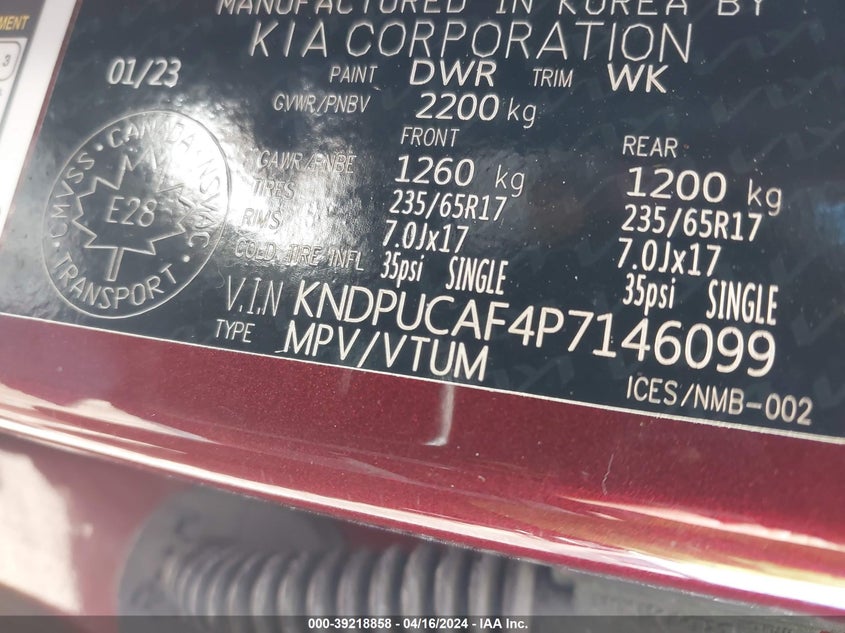 MANUFACTURED IN KOREA BY
KIA CORPORATION
01/23 PAINT DWR TRIM WK
GVWR/PNBV 2200 kg
FRONT REAR
GAWR/PNBE 1260 kg 1200 kg
TIRES 235/65R17 235/65R17
RIMS 7.0Jx17 7.0Jx17
COLD TIRE INFL 35psi SINGLE 35psi SINGLE
V.I.N KNDPUCAF4P7146099
TYPE MPV/VTUM
ICES/NMB-002
CMVSS · CANADA NSVAC
E28
TRANSPORT
MENT
3
000-39218858 - 04/16/2024 - IAA Inc.